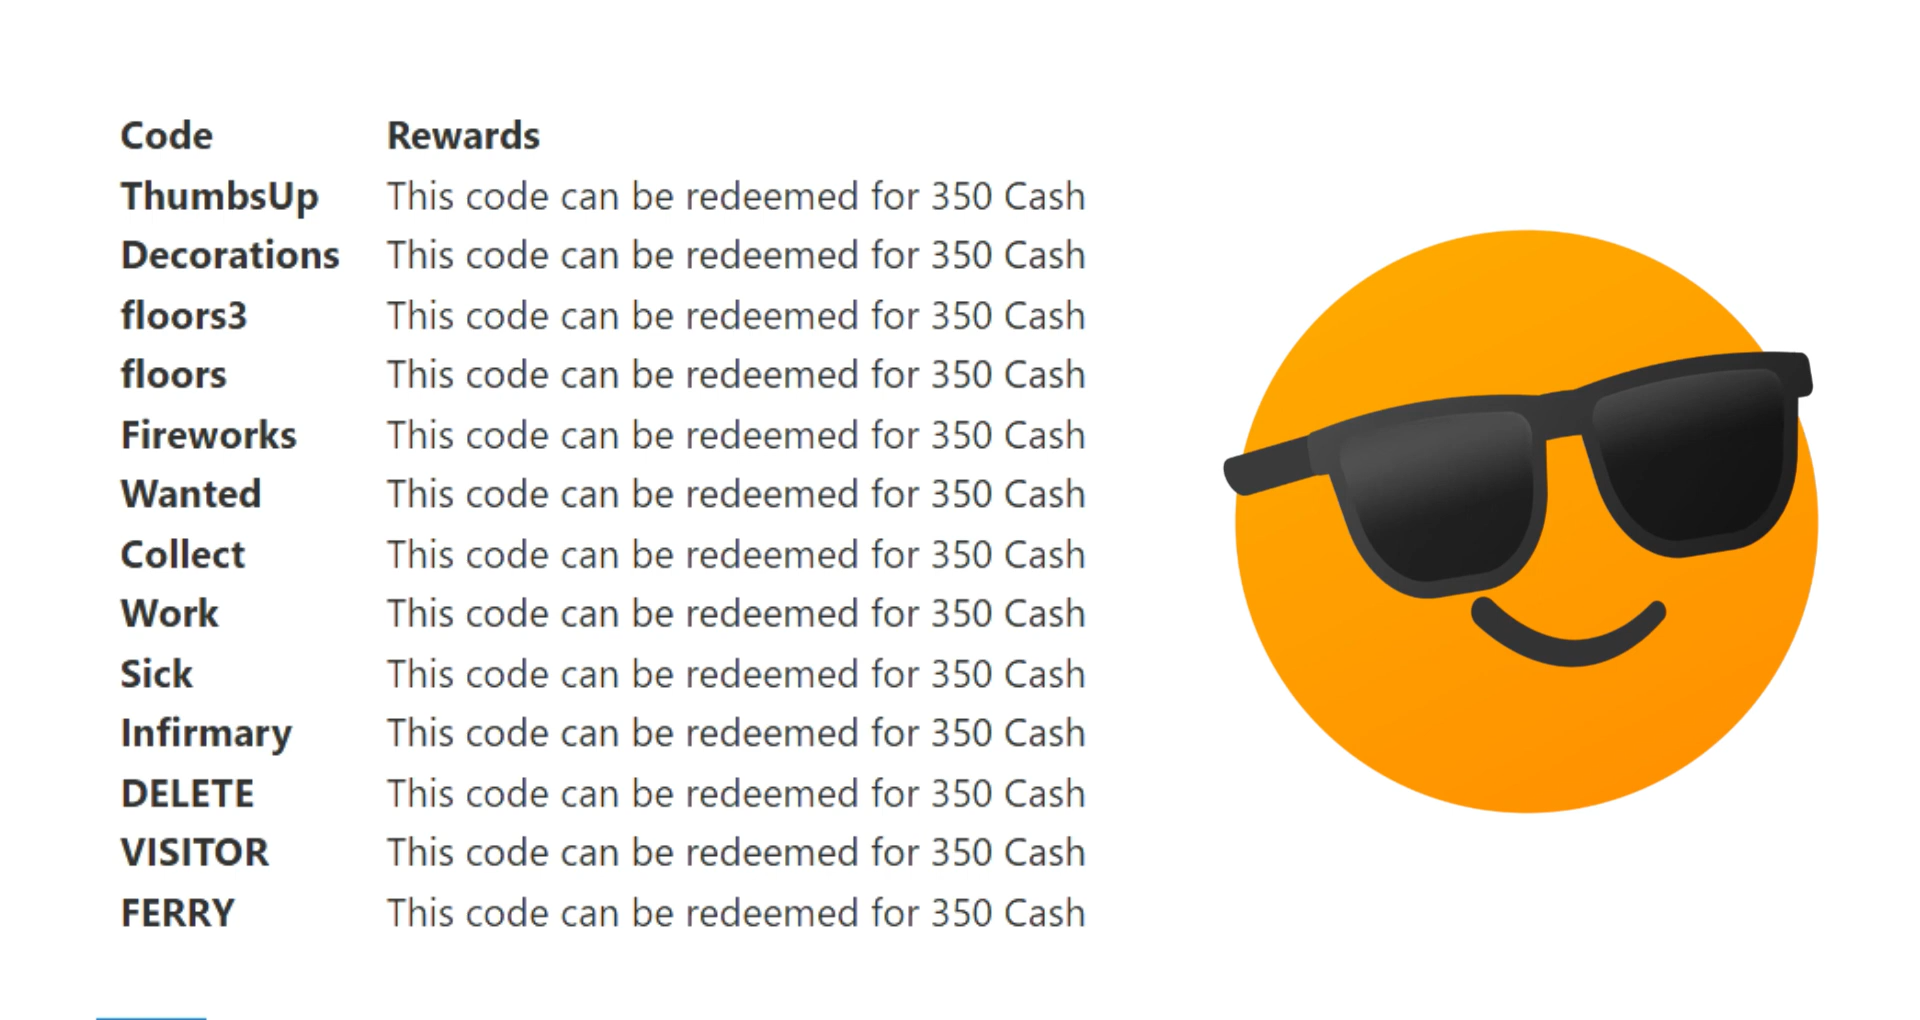 Code Rewards
ThumbsUp This code can be redeemed for 350 Cash
Decorations This code can be redeemed for 350 Cash
floors3 This code can be redeemed for 350 Cash
floors This code can be redeemed for 350 Cash
Fireworks This code can be redeemed for 350 Cash
Wanted This code can be redeemed for 350 Cash
Collect This code can be redeemed for 350 Cash
Work This code can be redeemed for 350 Cash
Sick This code can be redeemed for 350 Cash
Infirmary This code can be redeemed for 350 Cash
DELETE This code can be redeemed for 350 Cash
VISITOR This code can be redeemed for 350 Cash
FERRY This code can be redeemed for 350 Cash